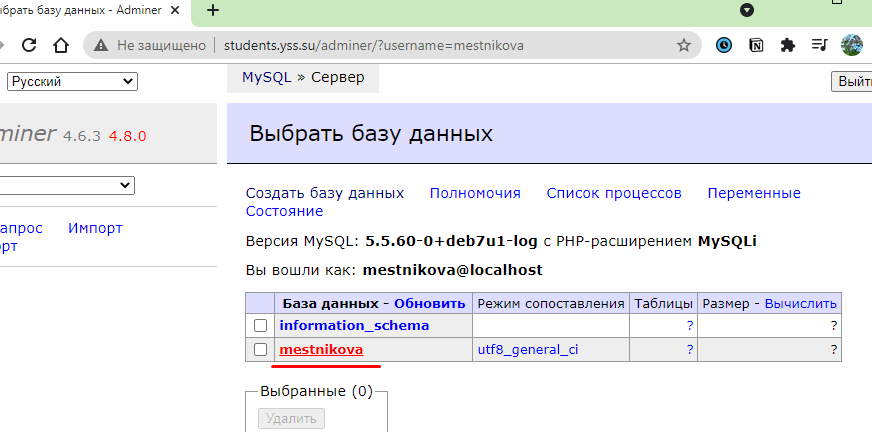 ыбрать базу данных - Adminer
Не защищено students.yss.su/adminer/?username=mestnikova
Русский
MySQL » Сервер
Выйти
miner 4.6.3 4.8.0
Выбрать базу данных
Создать базу данных Полномочия Список процессов Переменные
Состояние
апрос Импорт
орт
Версия MySQL: 5.5.60-0+deb7u1-log с PHP-расширением MySQLi
Вы вошли как: mestnikova@localhost
База данных - Обновить Режим сопоставления Таблицы Размер - Вычислить
information_schema ? ?
mestnikova utf8_general_ci ? ?
Выбранные (0)
Удалить